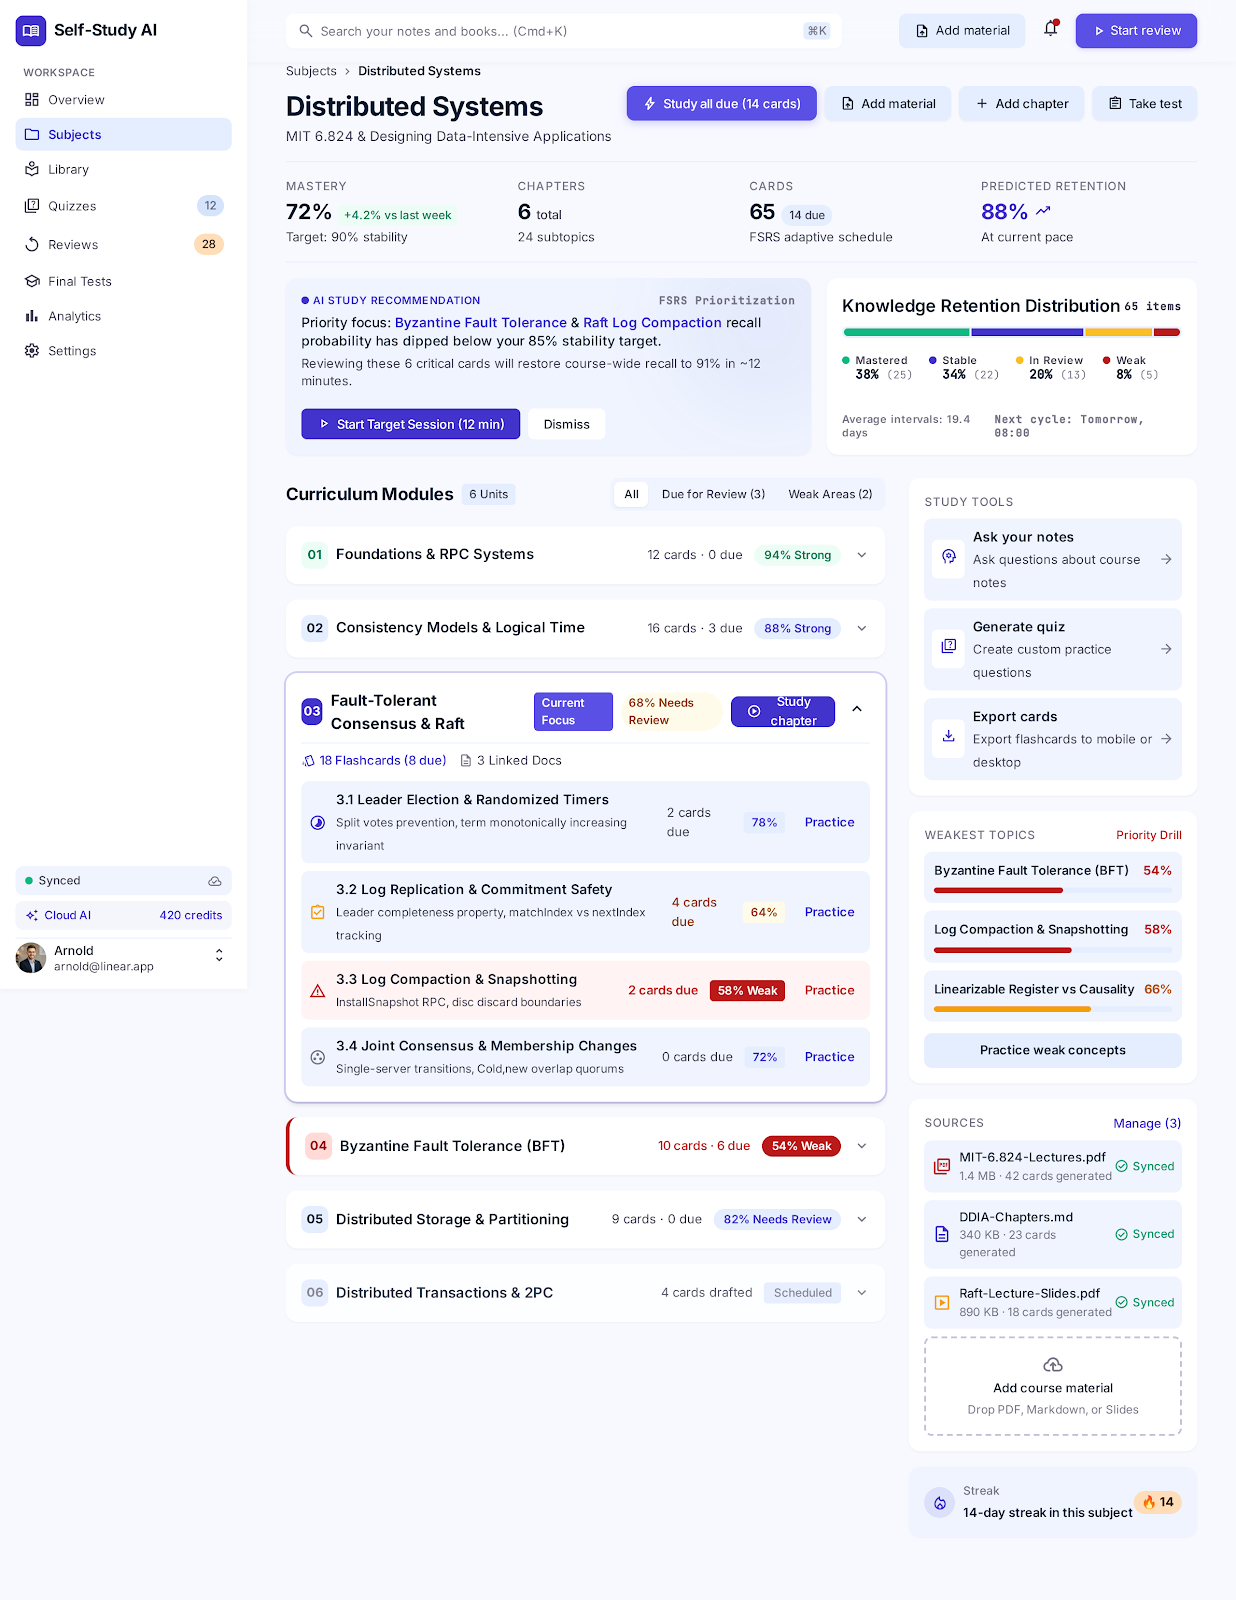 Self-Study AI
WORKSPACE
Overview
Subjects
Library
Quizzes 12
Reviews 28
Final Tests
Analytics
Settings
Synced
Cloud AI 420 credits
Arnold
arnold@linear.app
Search your notes and books... (Cmd+K) ⌘K
Add material
Start review
Subjects › Distributed Systems
Distributed Systems
MIT 6.824 & Designing Data-Intensive Applications
Study all due (14 cards)
Add material
Add chapter
Take test
MASTERY
72% +4.2% vs last week
Target: 90% stability
CHAPTERS
6 total
24 subtopics
CARDS
65 14 due
FSRS adaptive schedule
PREDICTED RETENTION
88%
At current pace
AI STUDY RECOMMENDATION FSRS Prioritization
Priority focus: Byzantine Fault Tolerance & Raft Log Compaction recall
probability has dipped below your 85% stability target.
Reviewing these 6 critical cards will restore course-wide recall to 91% in ~12
minutes.
Start Target Session (12 min)
Dismiss
Knowledge Retention Distribution 65 items
Mastered
38% (25)
Stable
34% (22)
In Review
20% (13)
Weak
8% (5)
Average intervals: 19.4
days
Next cycle: Tomorrow,
08:00
Curriculum Modules 6 Units
All Due for Review (3) Weak Areas (2)
01 Foundations & RPC Systems 12 cards · 0 due 94% Strong
02 Consistency Models & Logical Time 16 cards · 3 due 88% Strong
03 Fault-Tolerant
Consensus & Raft
Current
Focus
68% Needs
Review
Study
chapter
18 Flashcards (8 due) 3 Linked Docs
3.1 Leader Election & Randomized Timers
Split votes prevention, term monotonically increasing
invariant
2 cards
due
78% Practice
3.2 Log Replication & Commitment Safety
Leader completeness property, matchIndex vs nextIndex
tracking
4 cards
due
64% Practice
3.3 Log Compaction & Snapshotting
InstallSnapshot RPC, disc discard boundaries
2 cards due 58% Weak Practice
3.4 Joint Consensus & Membership Changes
Single-server transitions, Cold,new overlap quorums
0 cards due 72% Practice
04 Byzantine Fault Tolerance (BFT) 10 cards · 6 due 54% Weak
05 Distributed Storage & Partitioning 9 cards · 0 due 82% Needs Review
06 Distributed Transactions & 2PC 4 cards drafted Scheduled
STUDY TOOLS
Ask your notes
Ask questions about course
notes
Generate quiz
Create custom practice
questions
Export cards
Export flashcards to mobile or
desktop
WEAKEST TOPICS Priority Drill
Byzantine Fault Tolerance (BFT) 54%
Log Compaction & Snapshotting 58%
Linearizable Register vs Causality 66%
Practice weak concepts
SOURCES Manage (3)
PDF
MIT-6.824-Lectures.pdf
1.4 MB · 42 cards generated
Synced
DDIA-Chapters.md
340 KB · 23 cards
generated
Synced
Raft-Lecture-Slides.pdf
890 KB · 18 cards generated
Synced
Add course material
Drop PDF, Markdown, or Slides
Streak
14-day streak in this subject
🔥 14